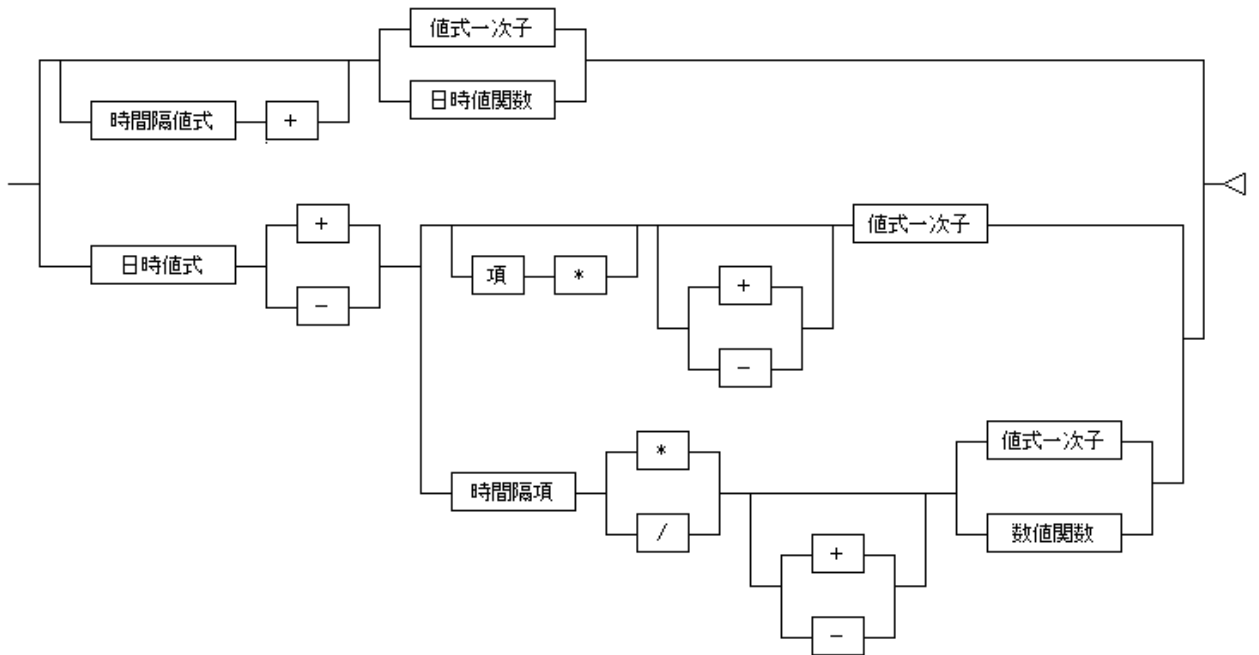 値式一次子
日時値関数
時間隔値式 +
+
値式一次子
日時値式
項 *
+
-
-
*
値式一次子
時間隔項
/
数値関数
+
-